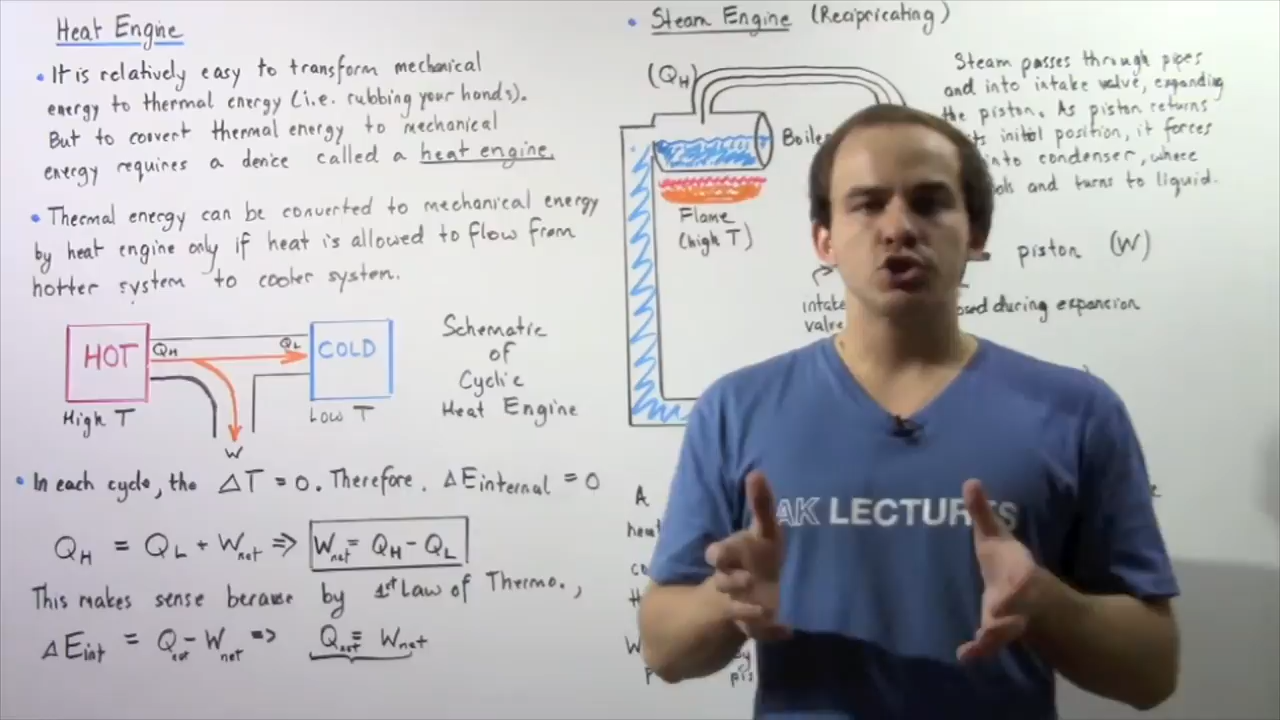 Heat Engine
• It is relatively easy to transform mechanical
energy to thermal energy (i.e. rubbing your hands).
But to convert thermal energy to mechanical
energy requires a device called a heat engine.
• Thermal energy can be converted to mechanical energy
by heat engine only if heat is allowed to flow from
hotter system to cooler system.
HOT
QH
QL
COLD
High T
Low T
W
Schematic
of
Cyclic
Heat Engine
• In each cycle, the ΔT = 0. Therefore, ΔEinternal = 0
QH = QL + Wnet => Wnet = QH - QL
This makes sense because by 1st Law of Thermo.,
ΔEint = Qnet - Wnet => Qnet = Wnet
• Steam Engine (Recipricating)
(QH)
Steam passes through pipes
and into intake valve, expanding
the piston. As piston returns
initial position, it forces
into condenser, where
and turns to liquid.
Flame
(high T)
piston (W)
intake
valve
during expansion
A
W
AK LECTURES